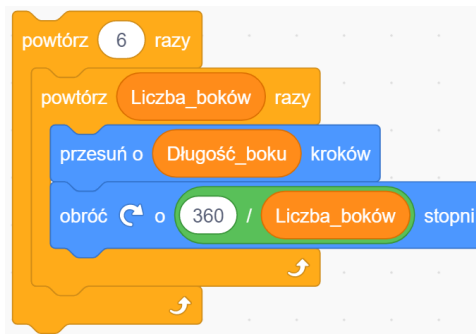 powtórz 6 razy
powtórz Liczba_boków razy
przesuń o Długość_boku kroków
obróć o 360 / Liczba_boków stopni